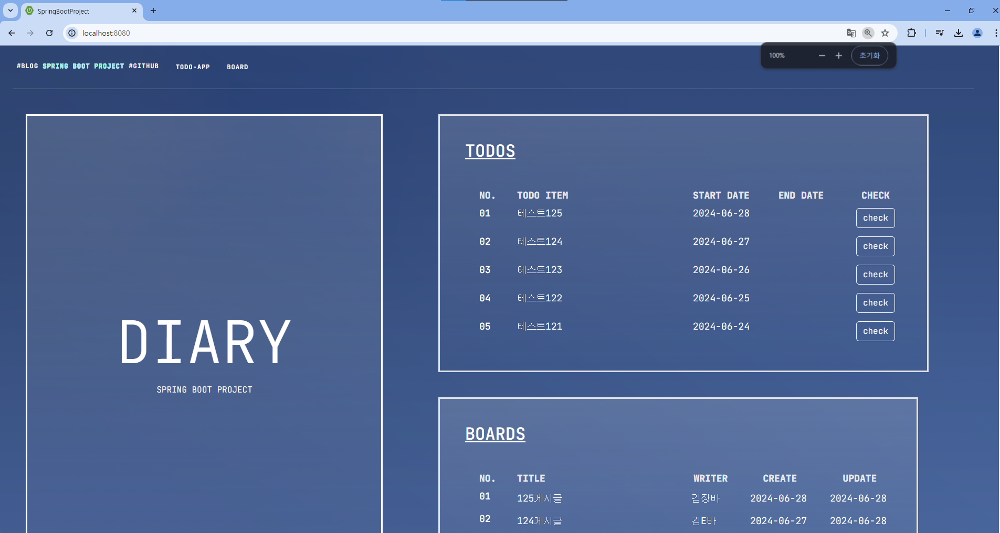 SpringBootProject
localhost:8080
100%
초기화
#BLOG SPRING BOOT PROJECT #GITHUB TODO-APP BOARD
DIARY
SPRING BOOT PROJECT
TODOS
NO. TODO ITEM START DATE END DATE CHECK
01 테스트125 2024-06-28 check
02 테스트124 2024-06-27 check
03 테스트123 2024-06-26 check
04 테스트122 2024-06-25 check
05 테스트121 2024-06-24 check
BOARDS
NO. TITLE WRITER CREATE UPDATE
01 125게시글 김장바 2024-06-28 2024-06-28
02 124게시글 김E바 2024-06-27 2024-06-28